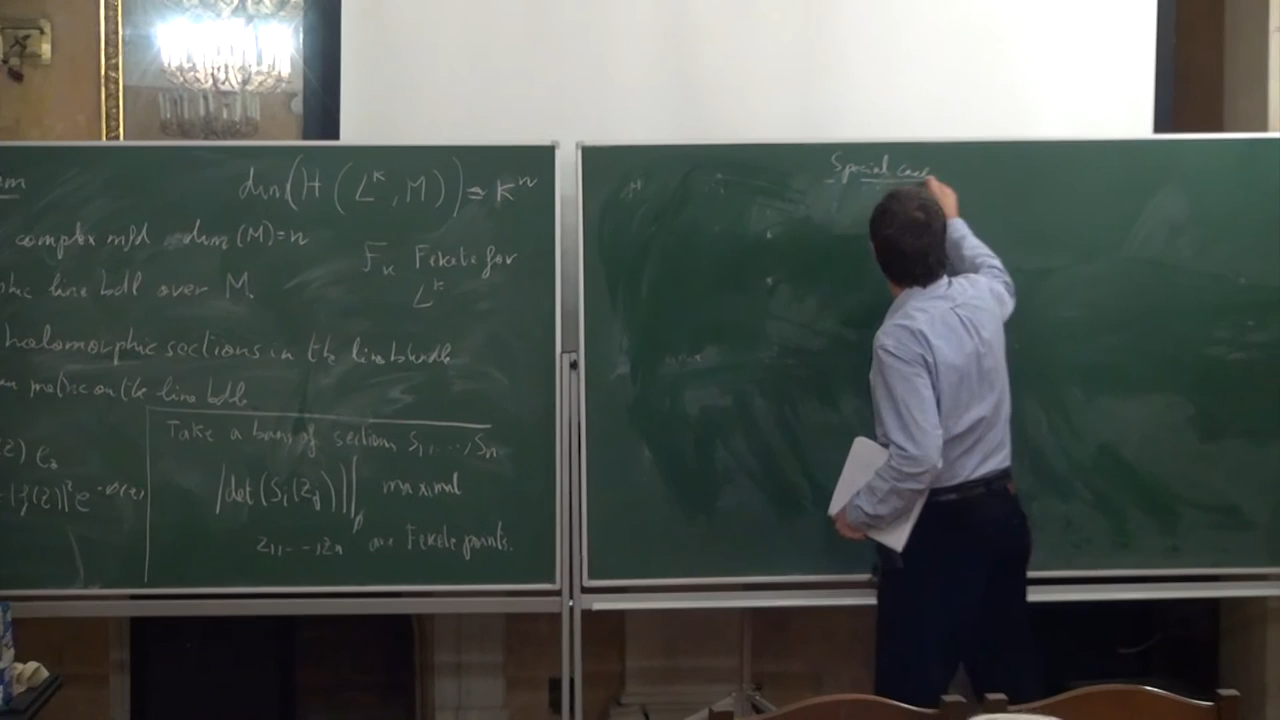 dim(H(L^k, M)) ≃ k^n
complex mfd dim(M)=n
F_k Fekete for
L^k
line bdl over M.
holomorphic sections in the line bundle
metric on the line bdl
Take a basis of sections S_1, ..., S_n
|det(S_i(z_j))|_φ maximal
z_1, ..., z_n are Fekete points.
Special case